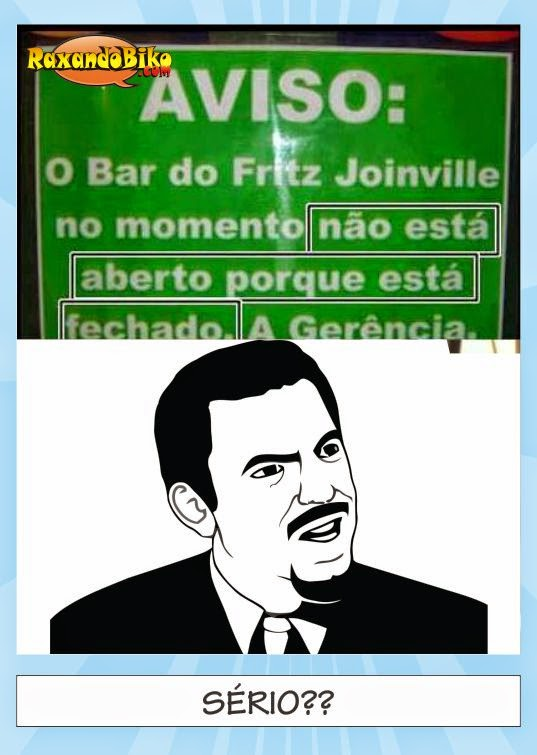 RaxandoBiko
.com
AVISO:
O Bar do Fritz Joinville
no momento não está
aberto porque está
fechado. A Gerência.
SÉRIO??